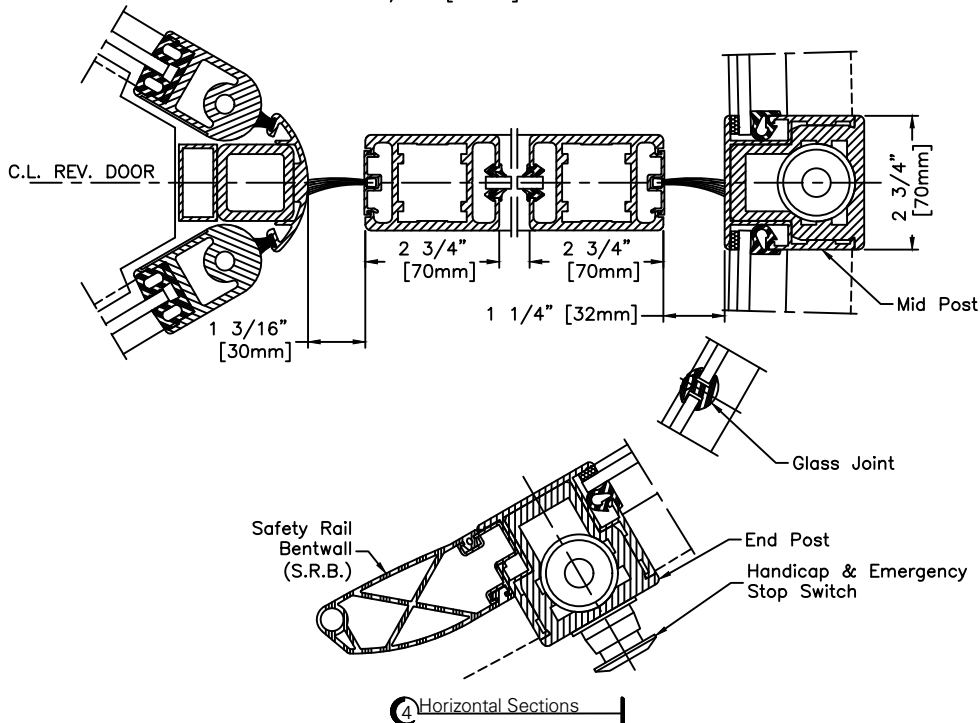 C.L. REV. DOOR
2 3/4"
[70mm]
2 3/4"
[70mm]
2 3/4"
[70mm]
1 1/4" [32mm]
1 3/16"
[30mm]
Mid Post
Glass Joint
Safety Rail
Bentwall
(S.R.B.)
End Post
Handicap & Emergency
Stop Switch
4 Horizontal Sections